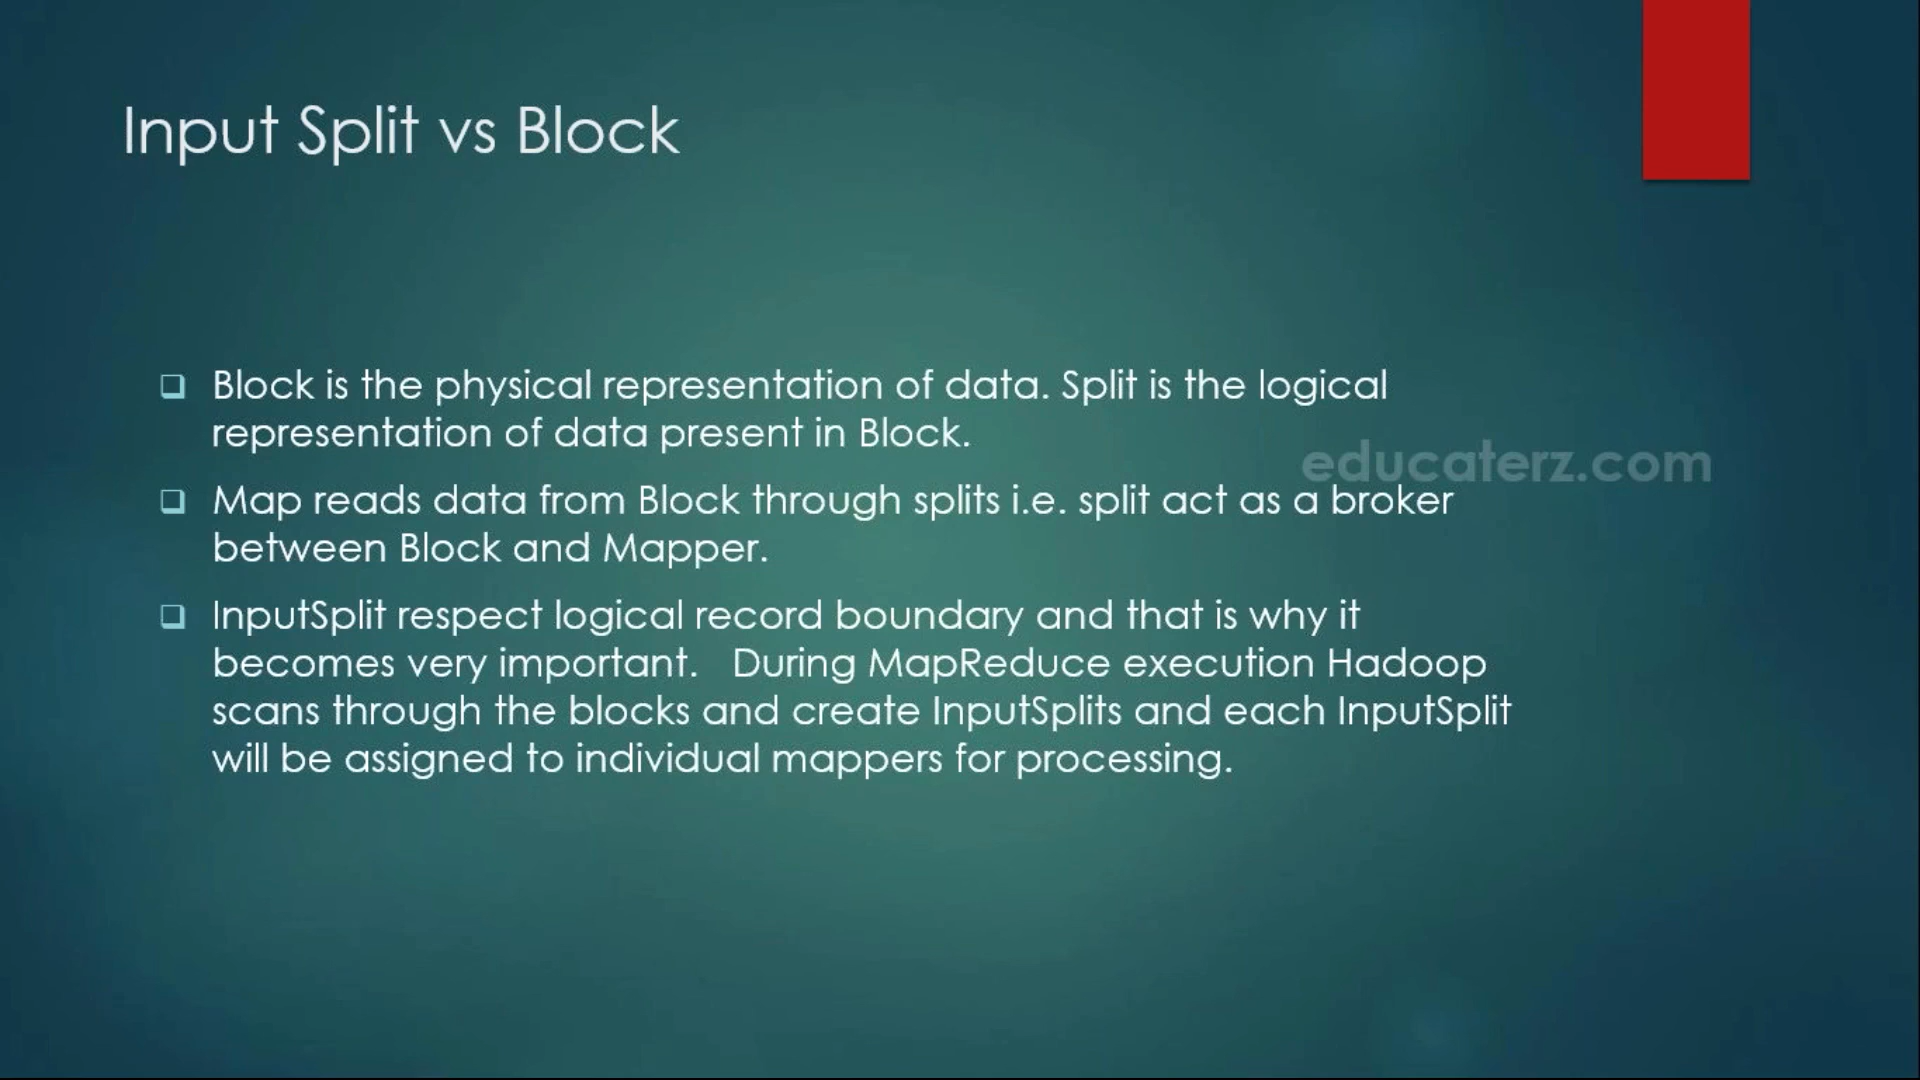 Input Split vs Block
Block is the physical representation of data. Split is the logical
representation of data present in Block.
educaterz.com
Map reads data from Block through splits i.e. split act as a broker
between Block and Mapper.
InputSplit respect logical record boundary and that is why it
becomes very important.   During MapReduce execution Hadoop
scans through the blocks and create InputSplits and each InputSplit
will be assigned to individual mappers for processing.